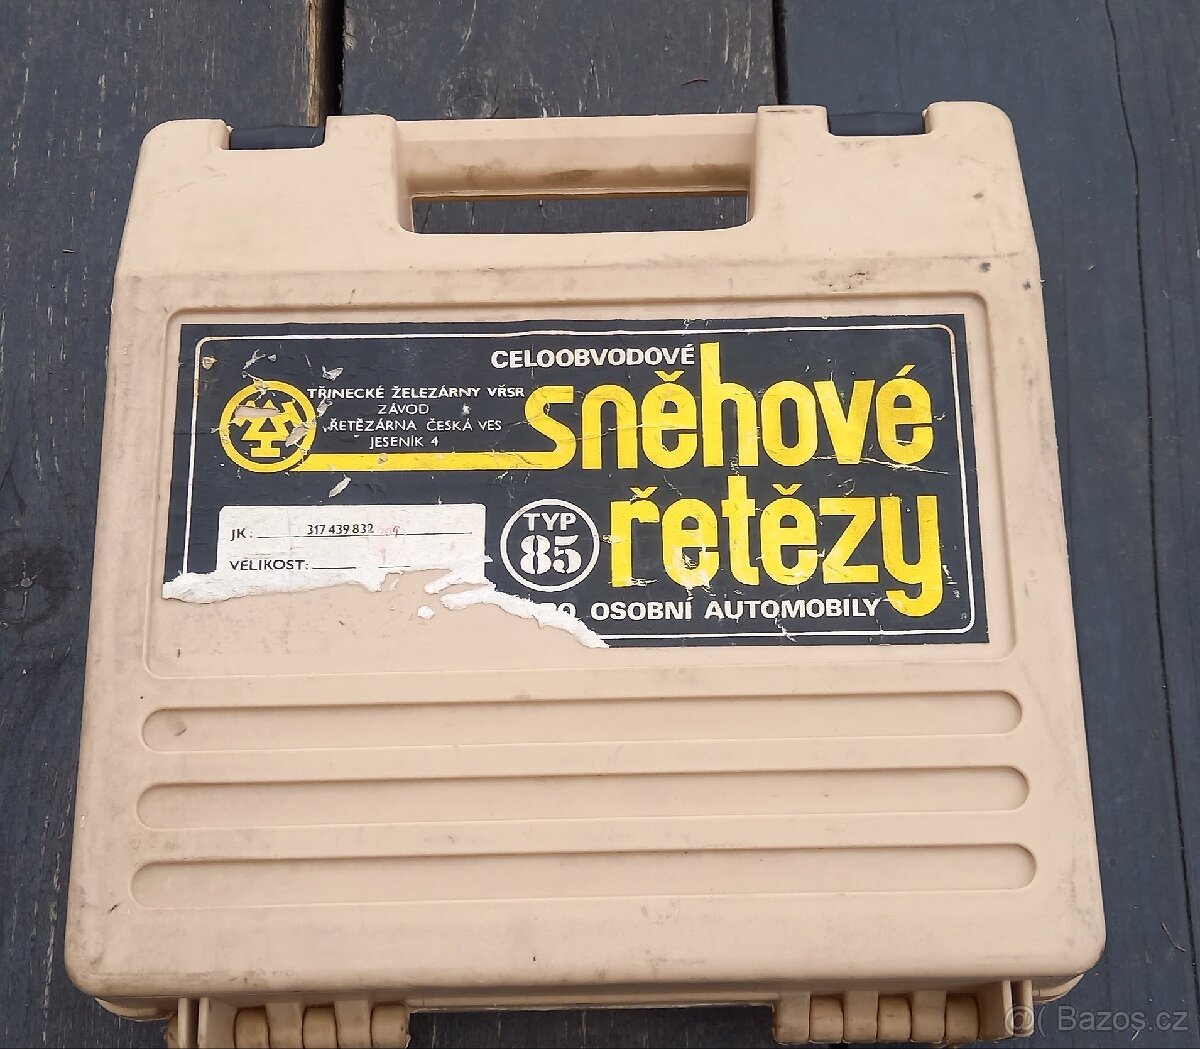 CELOOBVODOVÉ
sněhové
řetězy
TŘINECKÉ ŽELEZÁRNY VŘSR
ZÁVOD
ŘETĚZÁRNA ČESKÁ VES
JESENÍK 4
JK: 317 439 832
VELIKOST:
TYP
85
OSOBNÍ AUTOMOBILY
Bazos.cz